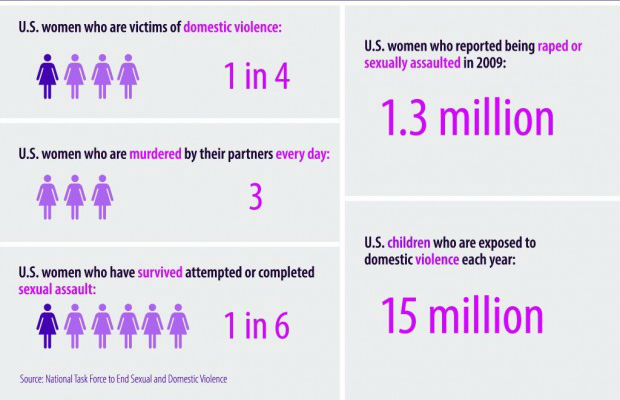 U.S. women who are victims of domestic violence:
1 in 4
U.S. women who are murdered by their partners every day:
3
U.S. women who have survived attempted or completed
sexual assault:
1 in 6
Source: National Task Force to End Sexual and Domestic Violence
U.S. women who reported being raped or
sexually assaulted in 2009:
1.3 million
U.S. children who are exposed to
domestic violence each year:
15 million